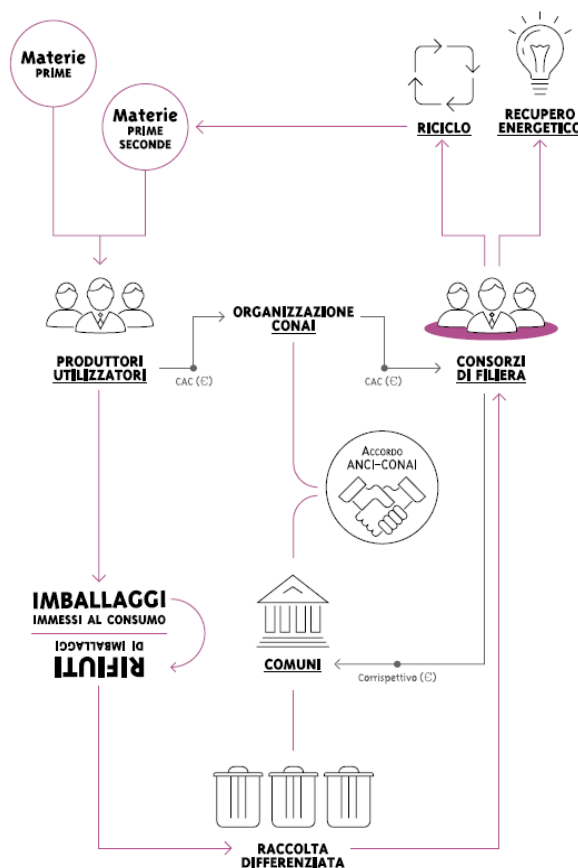 Materie
PRIME
Materie
PRIME
SECONDE
RICICLO
RECUPERO
ENERGETICO
PRODUTTORI
UTILIZZATORI
CAC (€)
ORGANIZZAZIONE
CONAI
CAC (€)
CONSORZI
DI FILIERA
ACCORDO
ANCI-CONAI
IMBALLAGGI
IMMESSI AL CONSUMO
RIFIUTI
DI IMBALLAGGI
COMUNI
Corrispettivo (€)
RACCOLTA
DIFFERENZIATA